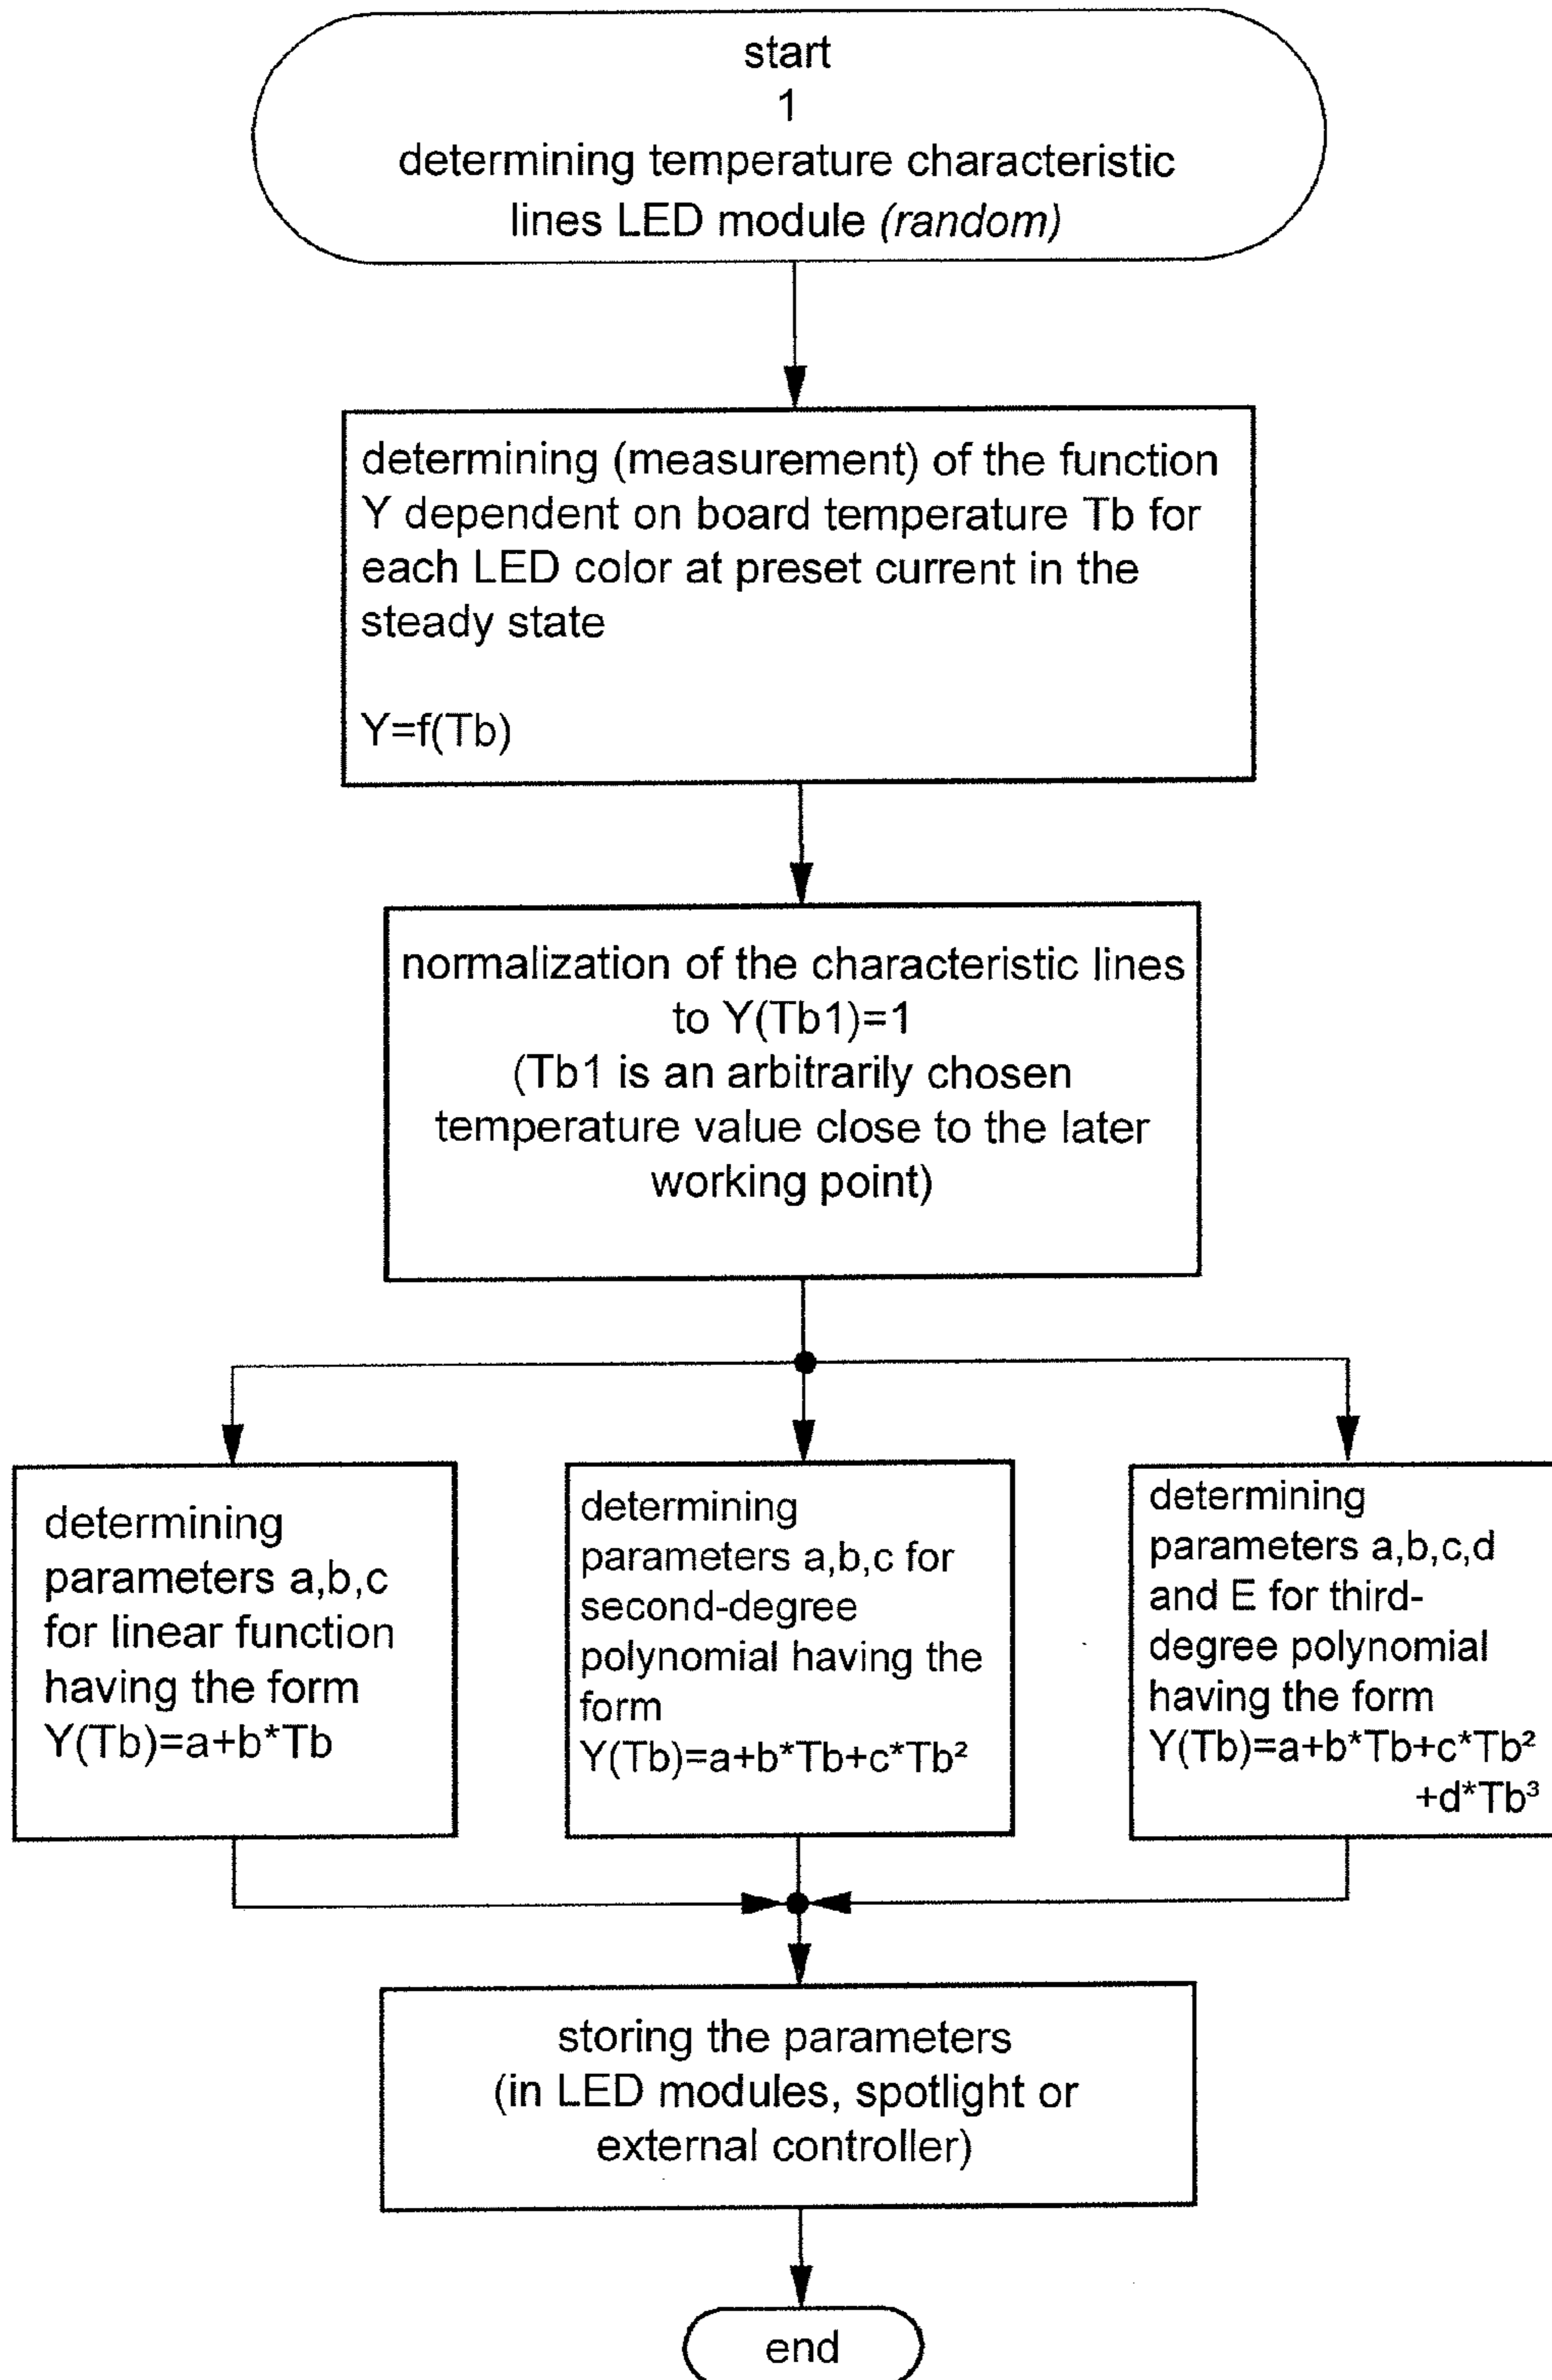 start
1
determining temperature characteristic
lines LED module (random)
determining (measurement) of the function
Y dependent on board temperature Tb for
each LED color at preset current in the
steady state
Y=f(Tb)
normalization of the characteristic lines
to Y(Tb1)=1
(Tb1 is an arbitrarily chosen
temperature value close to the later
working point)
determining
parameters a,b,c
for linear function
having the form
Y(Tb)=a+b*Tb
determining
parameters a,b,c for
second-degree
polynomial having the
form
Y(Tb)=a+b*Tb+c*Tb²
determining
parameters a,b,c,d
and E for third-
degree polynomial
having the form
Y(Tb)=a+b*Tb+c*Tb²
+d*Tb³
storing the parameters
(in LED modules, spotlight or
external controller)
end